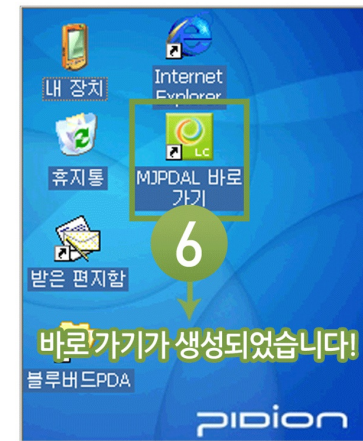 내 장치
Internet
Explorer
휴지통
LC
MJPDAL 바로
가기
6
받은 편지함
바로 가기가 생성되었습니다!
블루버드PDA
PIDION